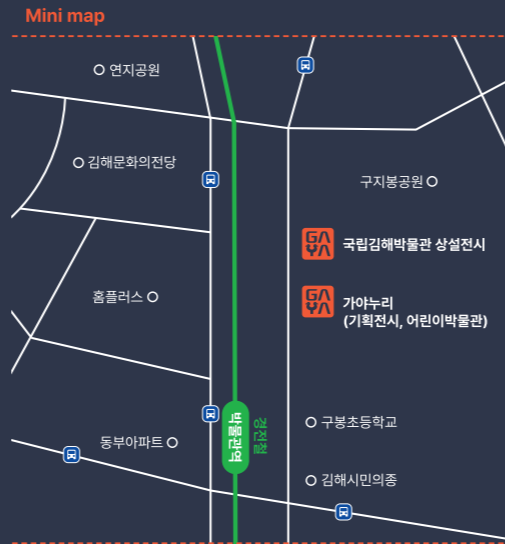 Mini map
연지공원
김해문화의전당
구지봉공원
GAYA
국립김해박물관 상설전시
홈플러스
GAYA
가야누리
(기획전시, 어린이박물관)
박물관역
경전철
구봉초등학교
동부아파트
김해시민의종